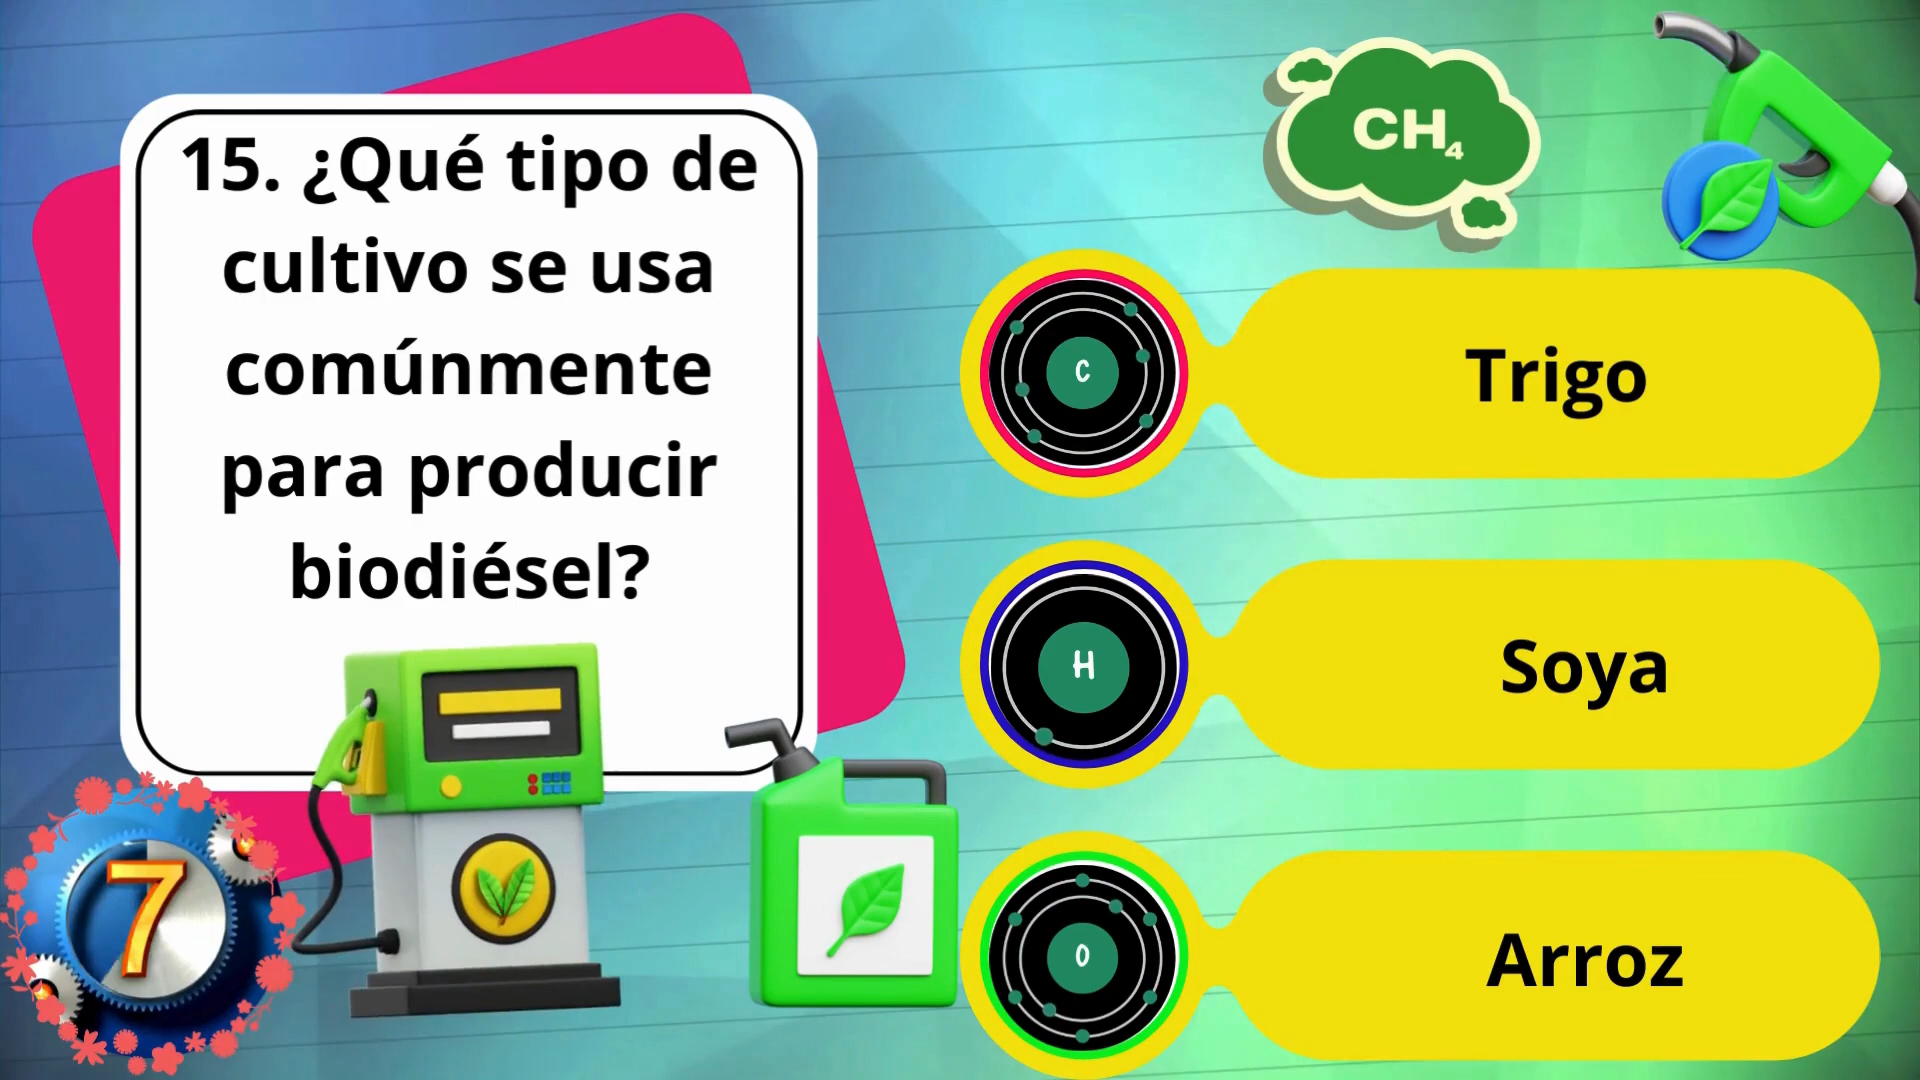 15. ¿Qué tipo de
cultivo se usa
comúnmente
para producir
biodiésel?
CH₄
C
Trigo
H
Soya
O
Arroz
7